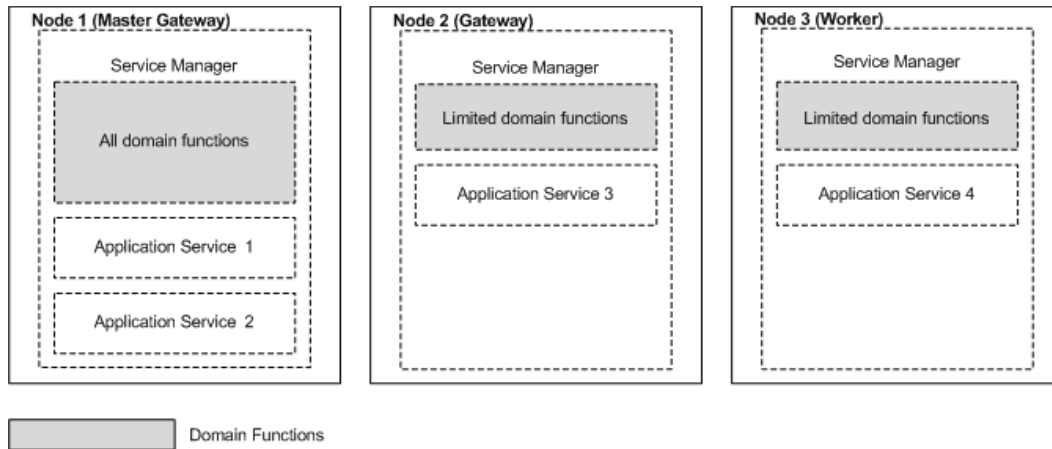 Node 1 (Master Gateway)
Service Manager
All domain functions
Application Service 1
Application Service 2
Node 2 (Gateway)
Service Manager
Limited domain functions
Application Service 3
Node 3 (Worker)
Service Manager
Limited domain functions
Application Service 4
Domain Functions